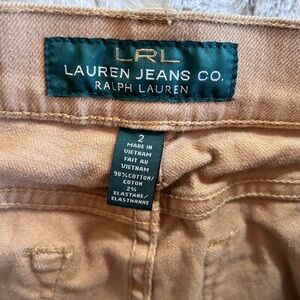 LRL
LAUREN JEANS CO.
RALPH LAUREN
2
MADE IN
VIETNAM
FAIT AU
VIETNAM
98%COTTON/
COTON
2%
ELASTANE/
ELASTHANNE